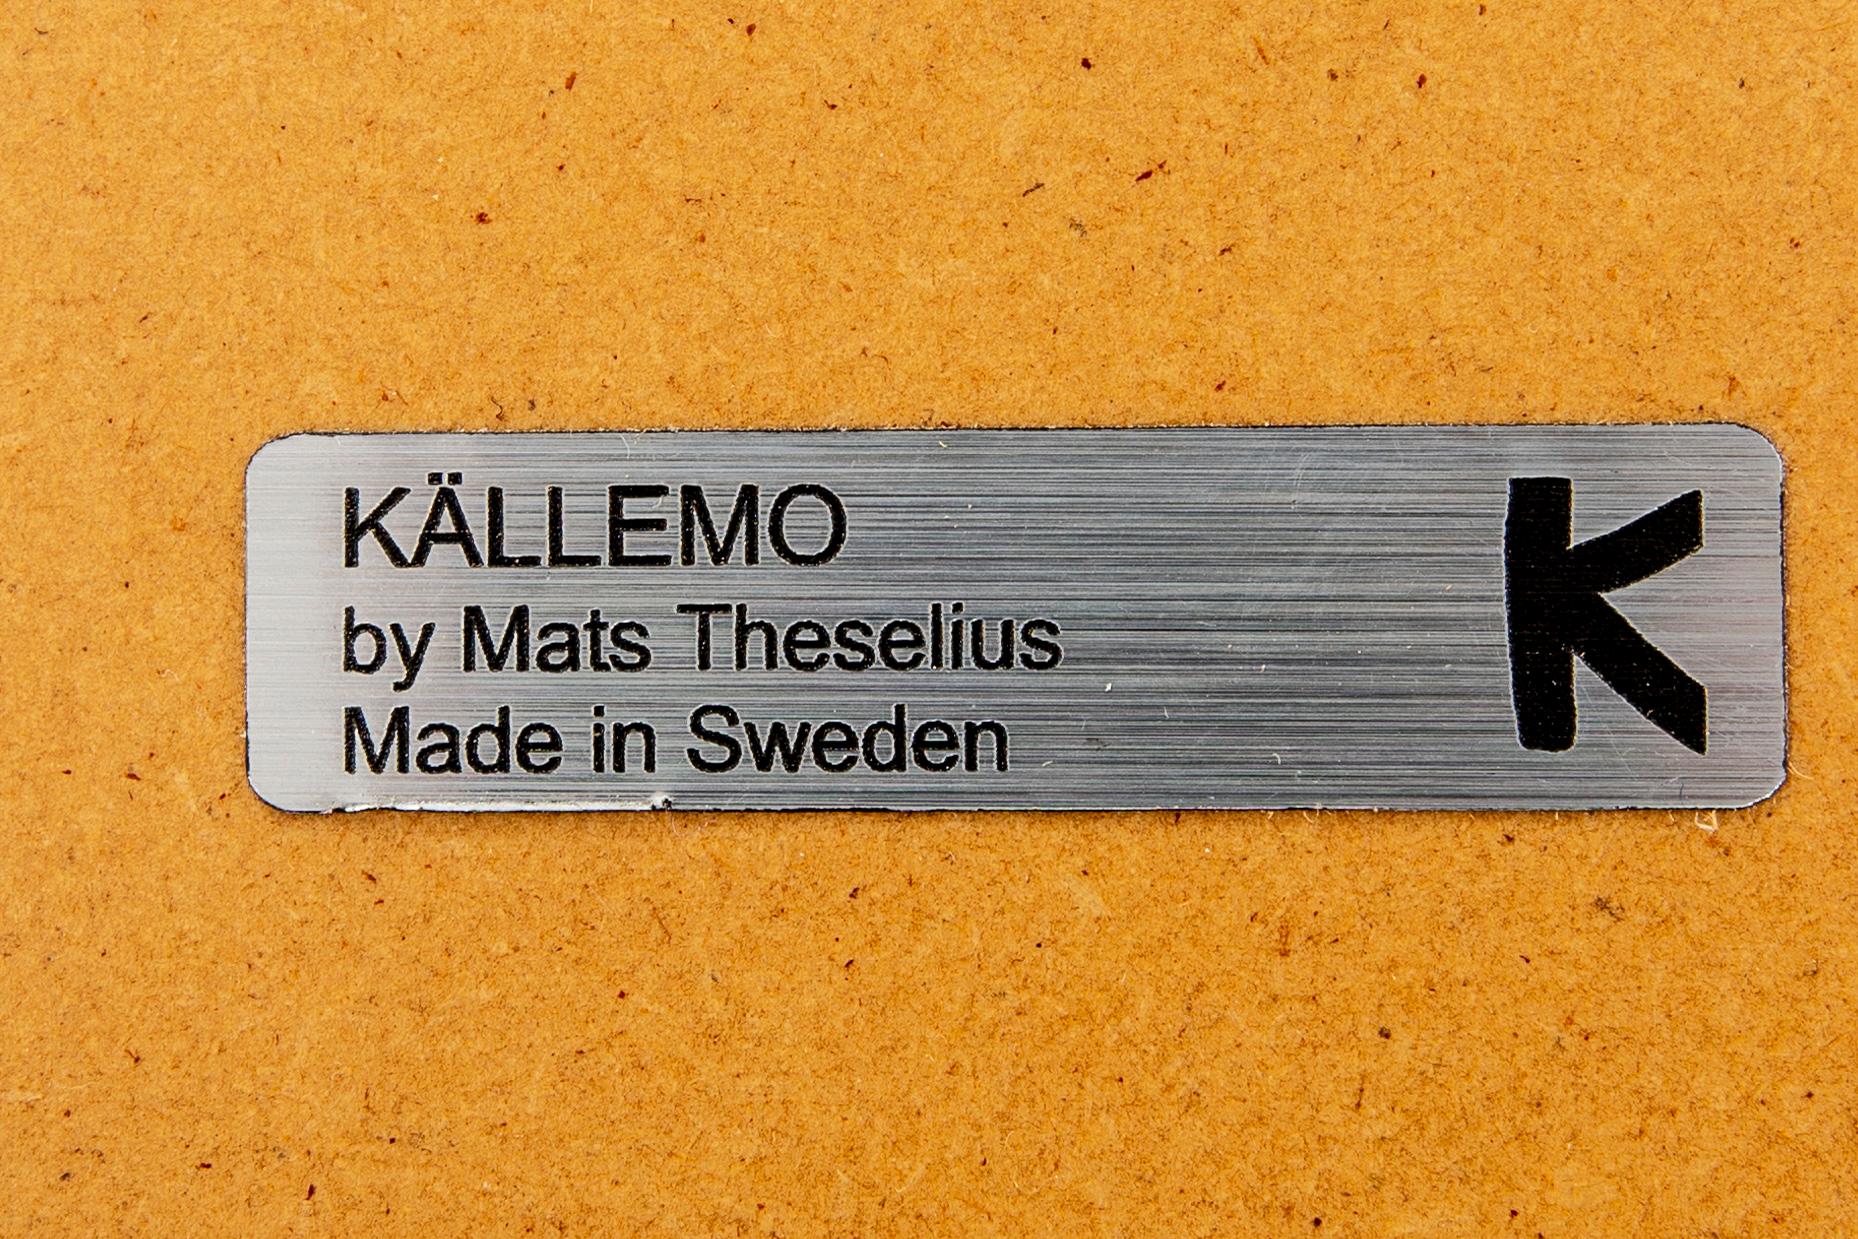 KÄLLEMO
by Mats Theselius
Made in Sweden
K